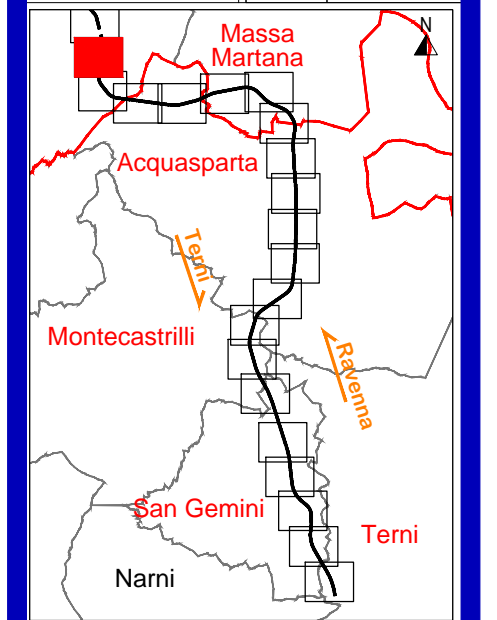 N
Massa
Martana
Acquasparta
Terni
Montecastrilli
Ravenna
San Gemini
Terni
Narni